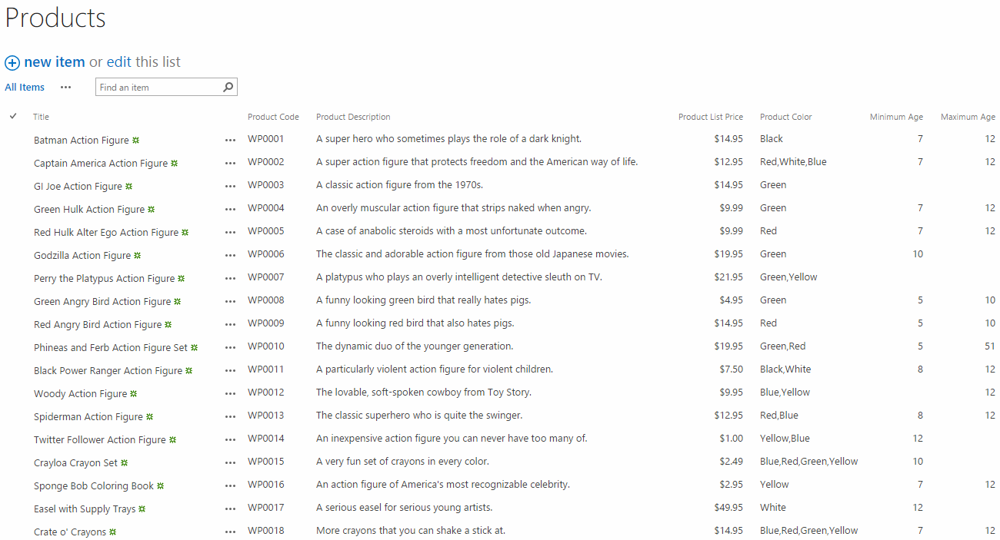 Products
new item or edit this list
All Items ••• Find an item
Title Product Code Product Description Product List Price Product Color Minimum Age Maximum Age
Batman Action Figure ••• WP0001 A super hero who sometimes plays the role of a dark knight. $14.95 Black 7 12
Captain America Action Figure ••• WP0002 A super action figure that protects freedom and the American way of life. $12.95 Red,White,Blue 7 12
GI Joe Action Figure ••• WP0003 A classic action figure from the 1970s. $14.95 Green
Green Hulk Action Figure ••• WP0004 An overly muscular action figure that strips naked when angry. $9.99 Green 7 12
Red Hulk Alter Ego Action Figure ••• WP0005 A case of anabolic steroids with a most unfortunate outcome. $9.99 Red 7 12
Godzilla Action Figure ••• WP0006 The classic and adorable action figure from those old Japanese movies. $19.95 Green 10
Perry the Platypus Action Figure ••• WP0007 A platypus who plays an overly intelligent detective sleuth on TV. $21.95 Green,Yellow
Green Angry Bird Action Figure ••• WP0008 A funny looking green bird that really hates pigs. $4.95 Green 5 10
Red Angry Bird Action Figure ••• WP0009 A funny looking red bird that also hates pigs. $14.95 Red 5 10
Phineas and Ferb Action Figure Set ••• WP0010 The dynamic duo of the younger generation. $19.95 Green,Red 5 51
Black Power Ranger Action Figure ••• WP0011 A particularly violent action figure for violent children. $7.50 Black,White 8 12
Woody Action Figure ••• WP0012 The lovable, soft-spoken cowboy from Toy Story. $9.95 Blue,Yellow 12
Spiderman Action Figure ••• WP0013 The classic superhero who is quite the swinger. $12.95 Red,Blue 8 12
Twitter Follower Action Figure ••• WP0014 An inexpensive action figure you can never have too many of. $1.00 Yellow,Blue 12
Crayloa Crayon Set ••• WP0015 A very fun set of crayons in every color. $2.49 Blue,Red,Green,Yellow 10
Sponge Bob Coloring Book ••• WP0016 An action figure of America's most recognizable celebrity. $2.95 Yellow 7 12
Easel with Supply Trays ••• WP0017 A serious easel for serious young artists. $49.95 White 12
Crate o' Crayons ••• WP0018 More crayons that you can shake a stick at. $14.95 Blue,Red,Green,Yellow 7 12